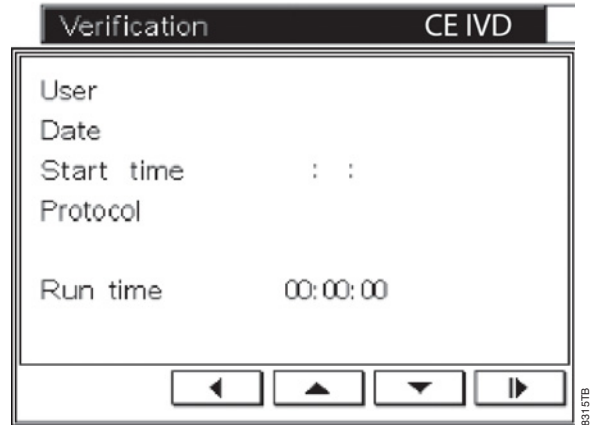 Verification CE IVD
User
Date
Start time : :
Protocol
Run time 00:00:00
8315TB